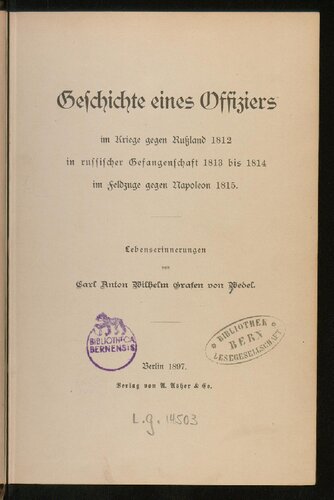 Geschichte eines Offiziers
im Kriege gegen Rußland 1812
in russischer Gefangenschaft 1813 bis 1814
im Feldzuge gegen Napoleon 1815.
Lebenserinnerungen
von
Carl Anton Wilhelm Grafen von Wedel.
BIBLIOTHECA
BERNENSIS
BIBLIOTHEK
BERN
LESEGESELLSCHAFT
Berlin 1897.
Verlag von A. Asher & Co.
L.g. 14503